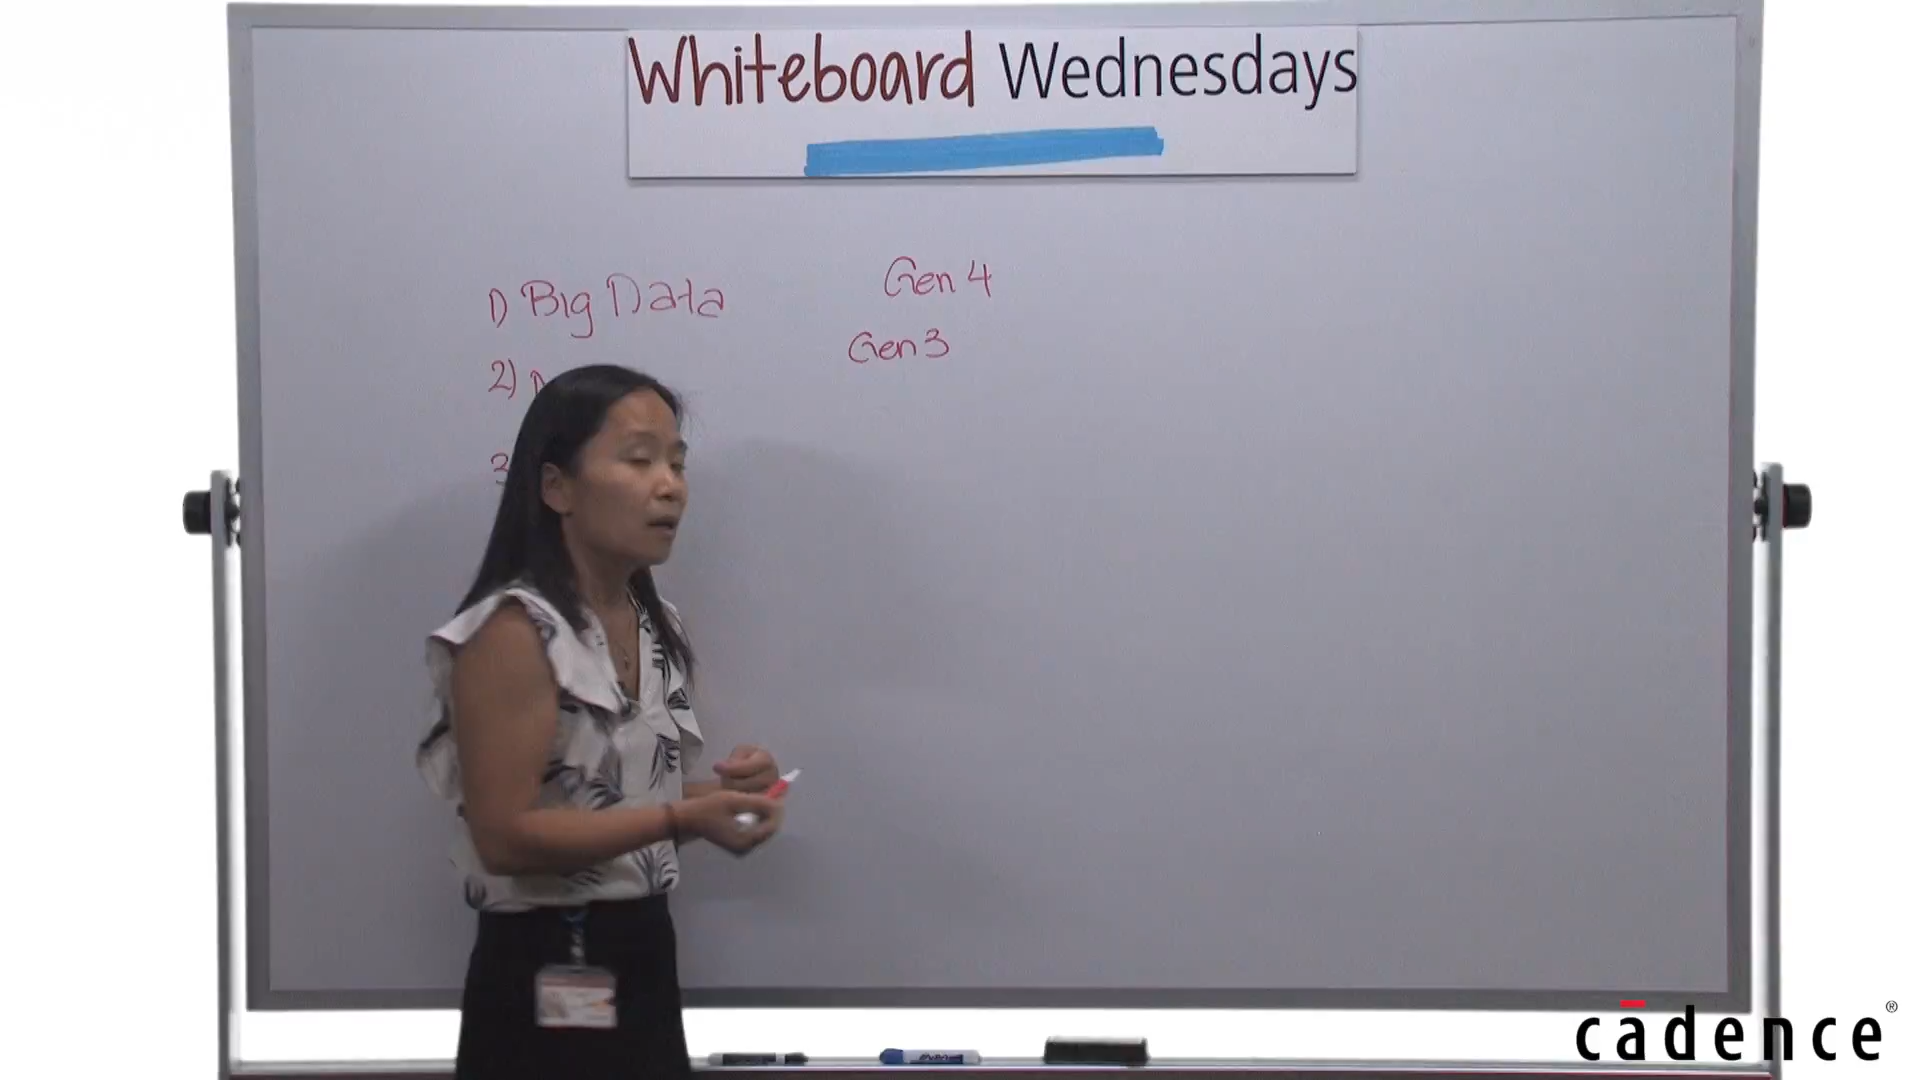 Whiteboard Wednesdays
1) Big Data
2)
3
Gen 4
Gen 3
cadence®